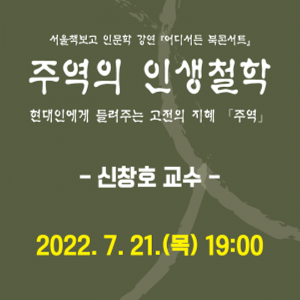 서울책보고 인문학 강연 『어디서든 북콘서트』
주역의 인생철학
현대인에게 들려주는 고전의 지혜 「주역」
- 신창호 교수 -
2022. 7. 21.(목) 19:00